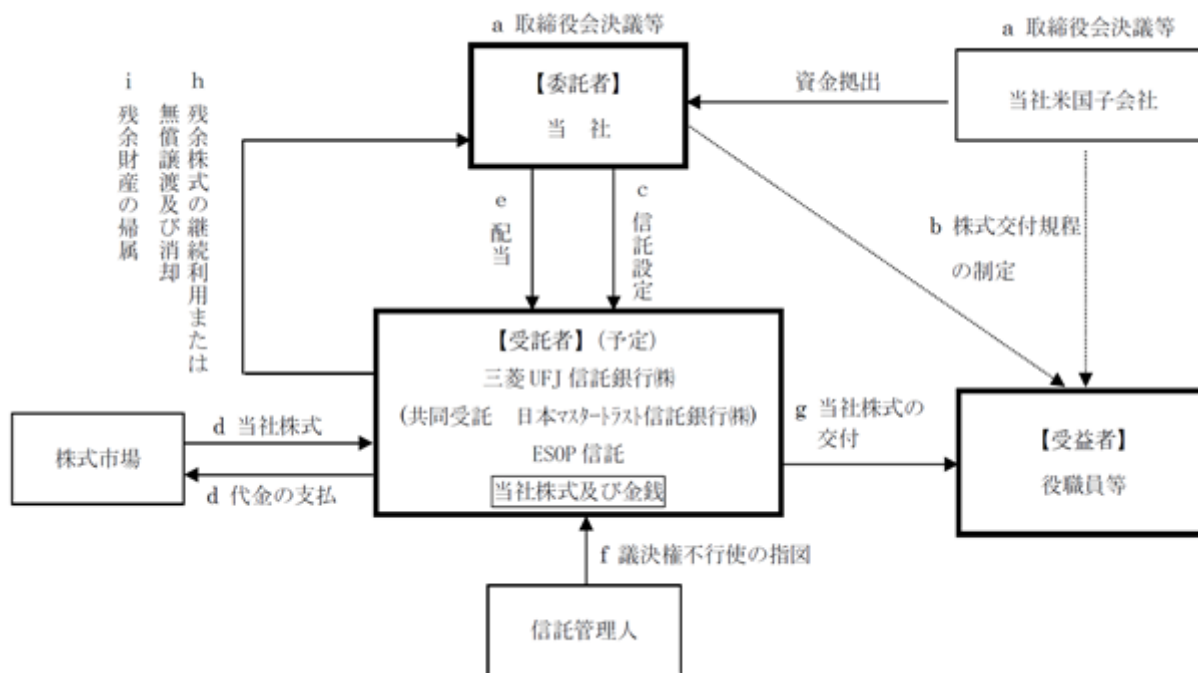 a 取締役会決議等
a 取締役会決議等
【委託者】
当 社
資金拠出
当社米国子会社
i 残余財産の帰属
h 残余株式の継続利用または
無償譲渡及び消却
e 配当
c 信託設定
b 株式交付規程
の制定
【受託者】(予定)
三菱 UFJ 信託銀行㈱
(共同受託 日本マスタートラスト信託銀行㈱)
ESOP 信託
当社株式及び金銭
株式市場
d 当社株式
d 代金の支払
g 当社株式の
交付
【受益者】
役職員等
f 議決権不行使の指図
信託管理人